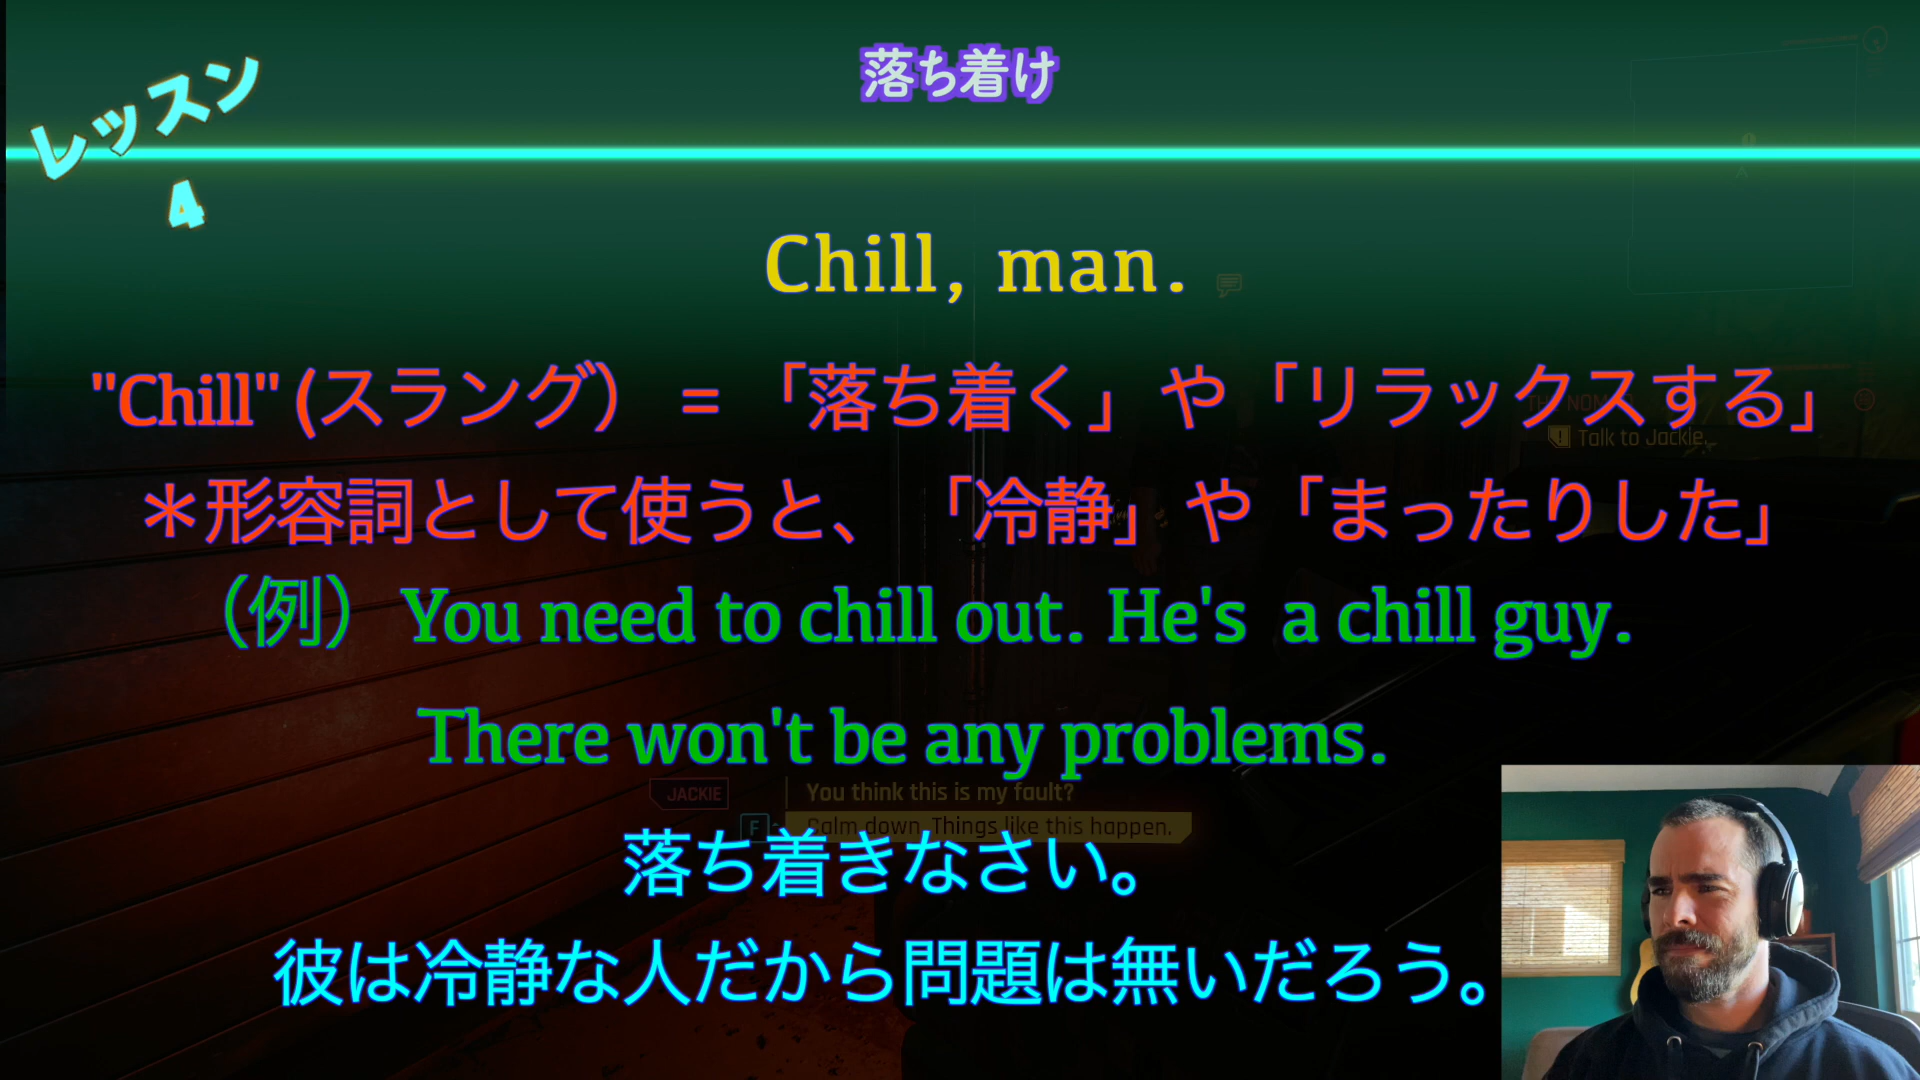 落ち着け
レッスン
4
Chill, man.
"Chill" (スラング） = 「落ち着く」や「リラックスする」
＊形容詞として使うと、「冷静」や「まったりした」
（例） You need to chill out. He's a chill guy.
There won't be any problems.
Talk to Jackie.
JACKIE
You think this is my fault?
F
Calm down. Things like this happen.
落ち着きなさい。
彼は冷静な人だから問題は無いだろう。